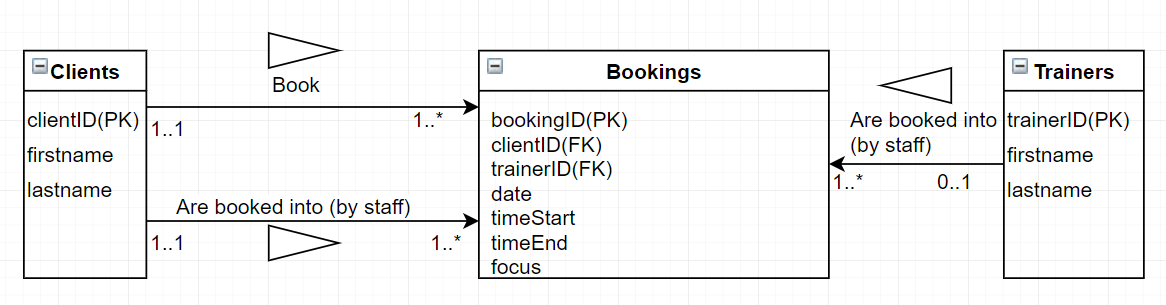 Clients
clientID(PK)
firstname
lastname
Book
1..1
1..*
Are booked into (by staff)
1..1
1..*
Bookings
bookingID(PK)
clientID(FK)
trainerID(FK)
date
timeStart
timeEnd
focus
Are booked into
(by staff)
1..*
0..1
Trainers
trainerID(PK)
firstname
lastname